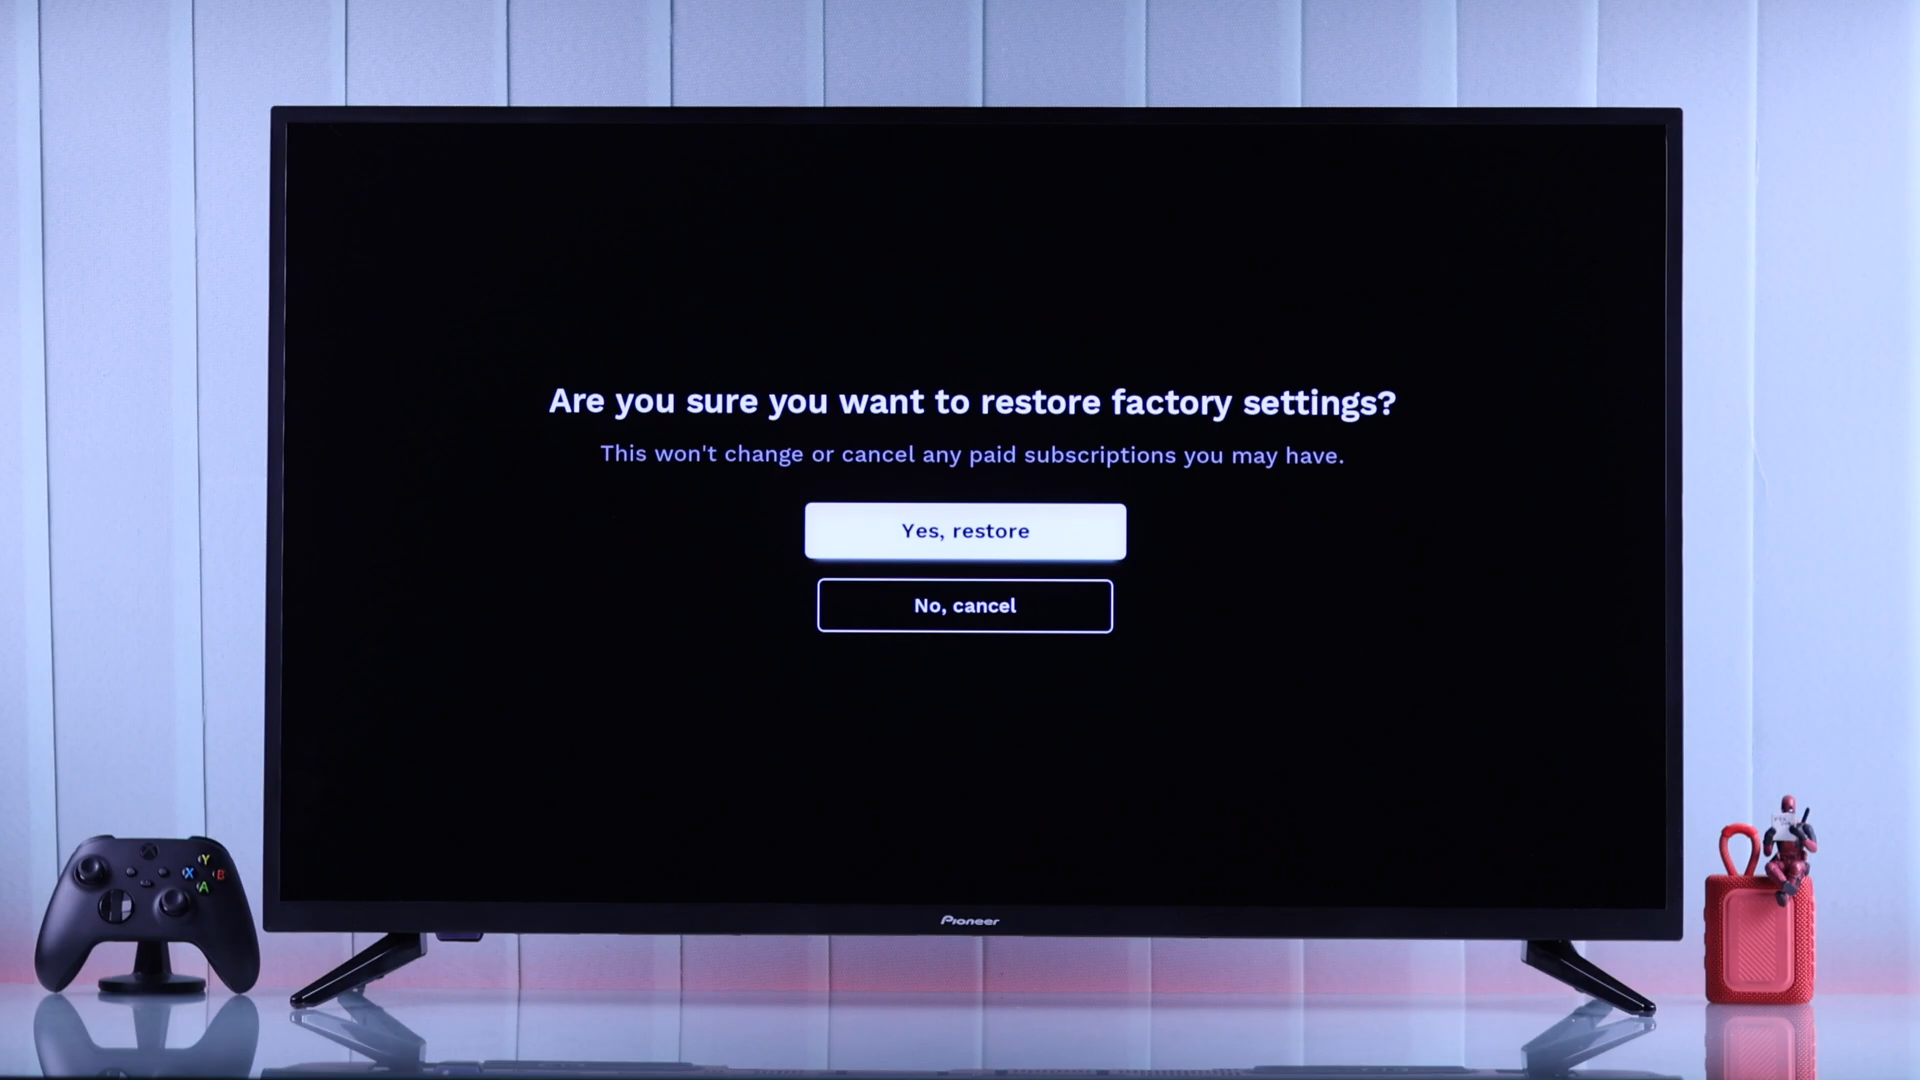 Are you sure you want to restore factory settings?
This won't change or cancel any paid subscriptions you may have.
Yes, restore
No, cancel
Pioneer
Y
X B
A